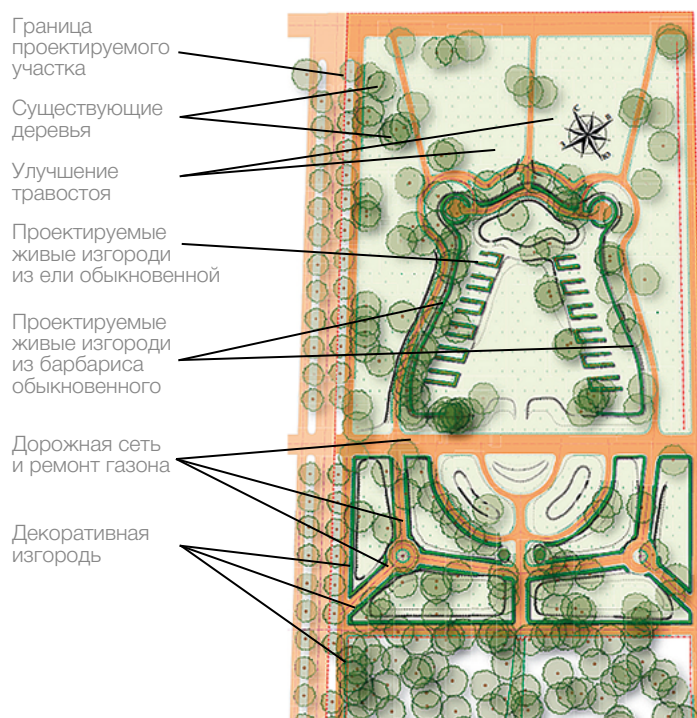 Граница
проектируемого
участка
Существующие
деревья
Улучшение
травостоя
Проектируемые
живые изгороди
из ели обыкновенной
Проектируемые
живые изгороди
из барбариса
обыкновенного
Дорожная сеть
и ремонт газона
Декоративная
изгородь